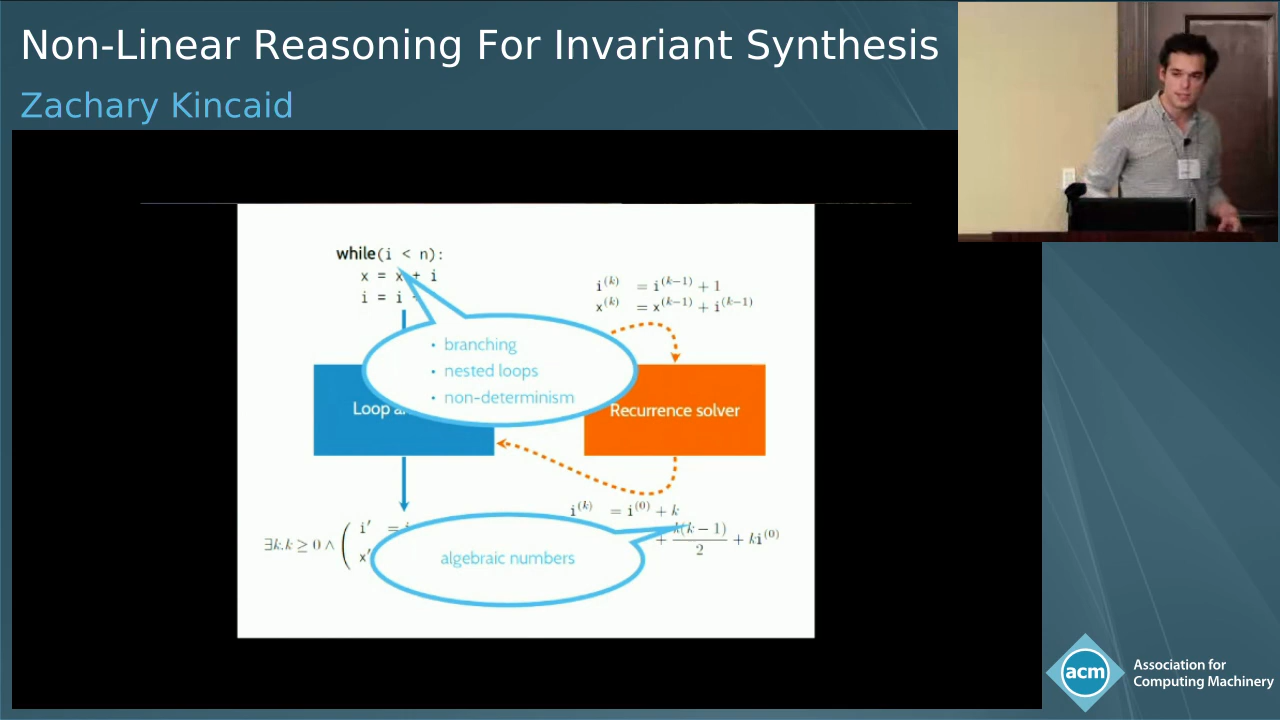 Non-Linear Reasoning For Invariant Synthesis
Zachary Kincaid
while(i < n):
x = x + i
i = i
i^(k) = i^(k−1) + 1
x^(k) = x^(k−1) + i^(k−1)
• branching
• nested loops
• non-determinism
Loop
Recurrence solver
i^(k) = i^(0) + k
∃k.k ≥ 0 ∧ ( i′ =
x′
+ k(k − 1)/2 + ki^(0)
algebraic numbers
acm
Association for
Computing Machinery